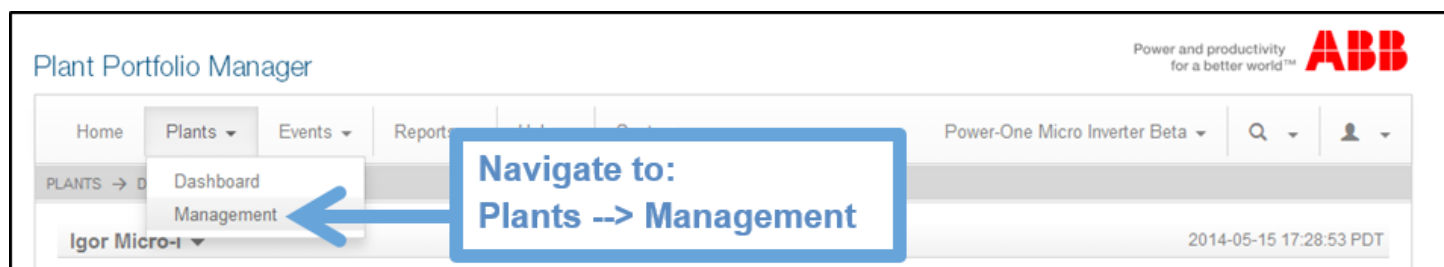 Power and productivity
for a better world™
ABB
Plant Portfolio Manager
Home Plants Events Reports Power-One Micro Inverter Beta
PLANTS → D
Dashboard
Management
Navigate to:
Plants --> Management
Igor Micro-I
2014-05-15 17:28:53 PDT